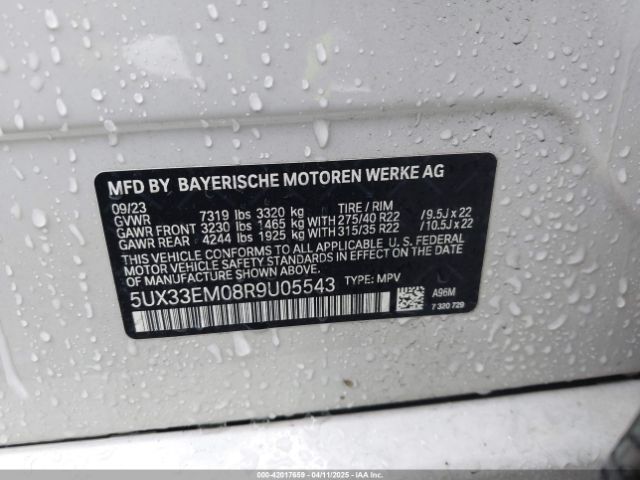 MFD BY BAYERISCHE MOTOREN WERKE AG
09/23
GVWR 7319 lbs 3320 kg TIRE / RIM
GAWR FRONT 3230 lbs 1465 kg WITH 275/40 R22 /9.5J x 22
GAWR REAR 4244 lbs 1925 kg WITH 315/35 R22 /10.5J x 22
THIS VEHICLE CONFORMS TO ALL APPLICABLE U. S. FEDERAL
MOTOR VEHICLE SAFETY STANDARDS IN EFFECT ON THE
DATE OF MANUFACTURE SHOWN ABOVE.
5UX33EM08R9U05543 TYPE: MPV
A96M
7 320 729
000-42017659 - 04/11/2025 - IAAI.COM